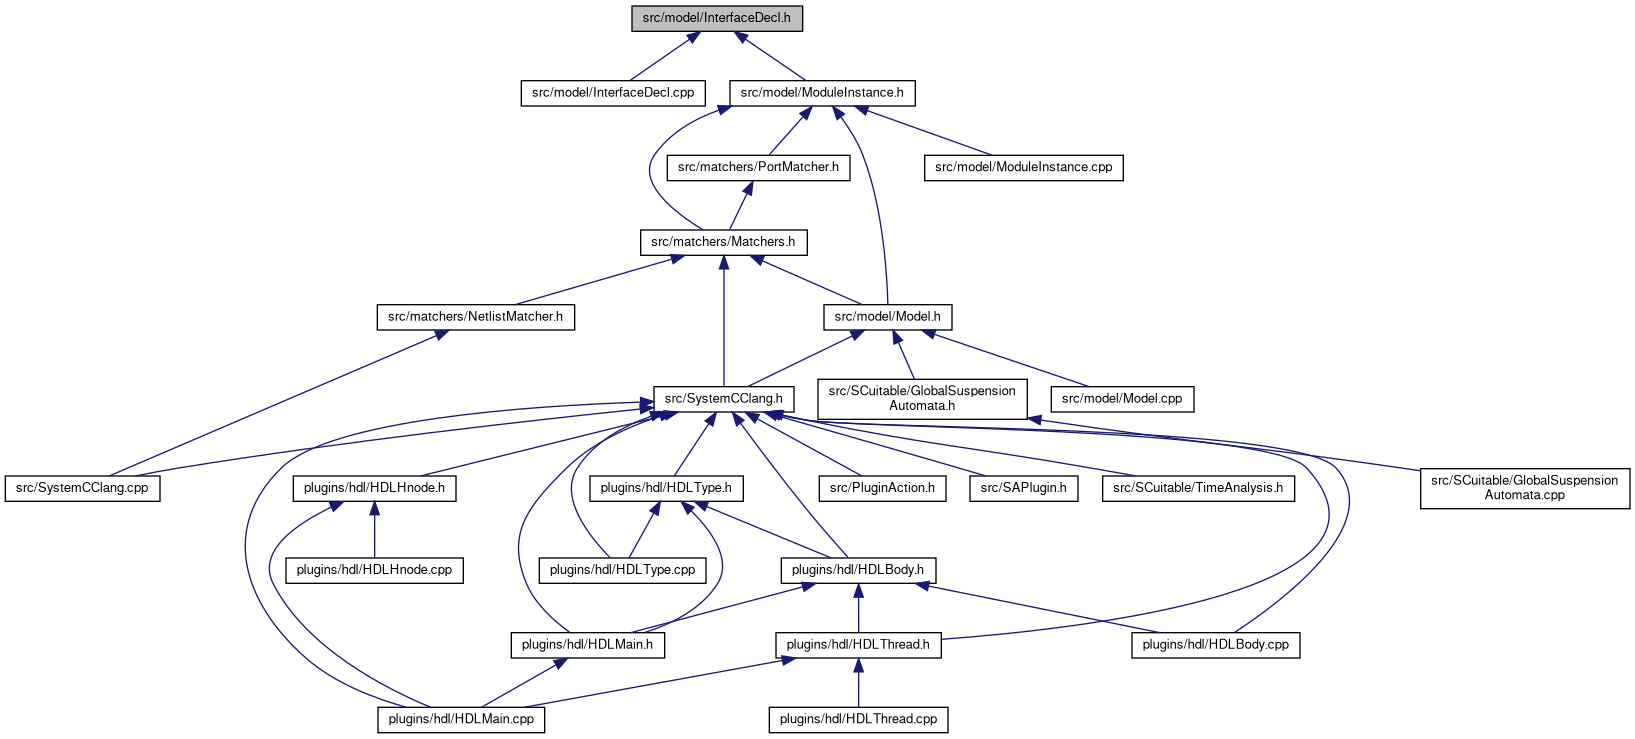 src/model/InterfaceDecl.h
src/model/InterfaceDecl.cpp
src/model/ModuleInstance.h
src/matchers/PortMatcher.h
src/model/ModuleInstance.cpp
src/matchers/Matchers.h
src/matchers/NetlistMatcher.h
src/model/Model.h
src/SystemCClang.h
src/SCuitable/GlobalSuspension
Automata.h
src/model/Model.cpp
src/SystemCClang.cpp
plugins/hdl/HDLHnode.h
plugins/hdl/HDLType.h
src/PluginAction.h
src/SAPlugin.h
src/SCuitable/TimeAnalysis.h
src/SCuitable/GlobalSuspension
Automata.cpp
plugins/hdl/HDLHnode.cpp
plugins/hdl/HDLType.cpp
plugins/hdl/HDLBody.h
plugins/hdl/HDLMain.h
plugins/hdl/HDLThread.h
plugins/hdl/HDLBody.cpp
plugins/hdl/HDLMain.cpp
plugins/hdl/HDLThread.cpp